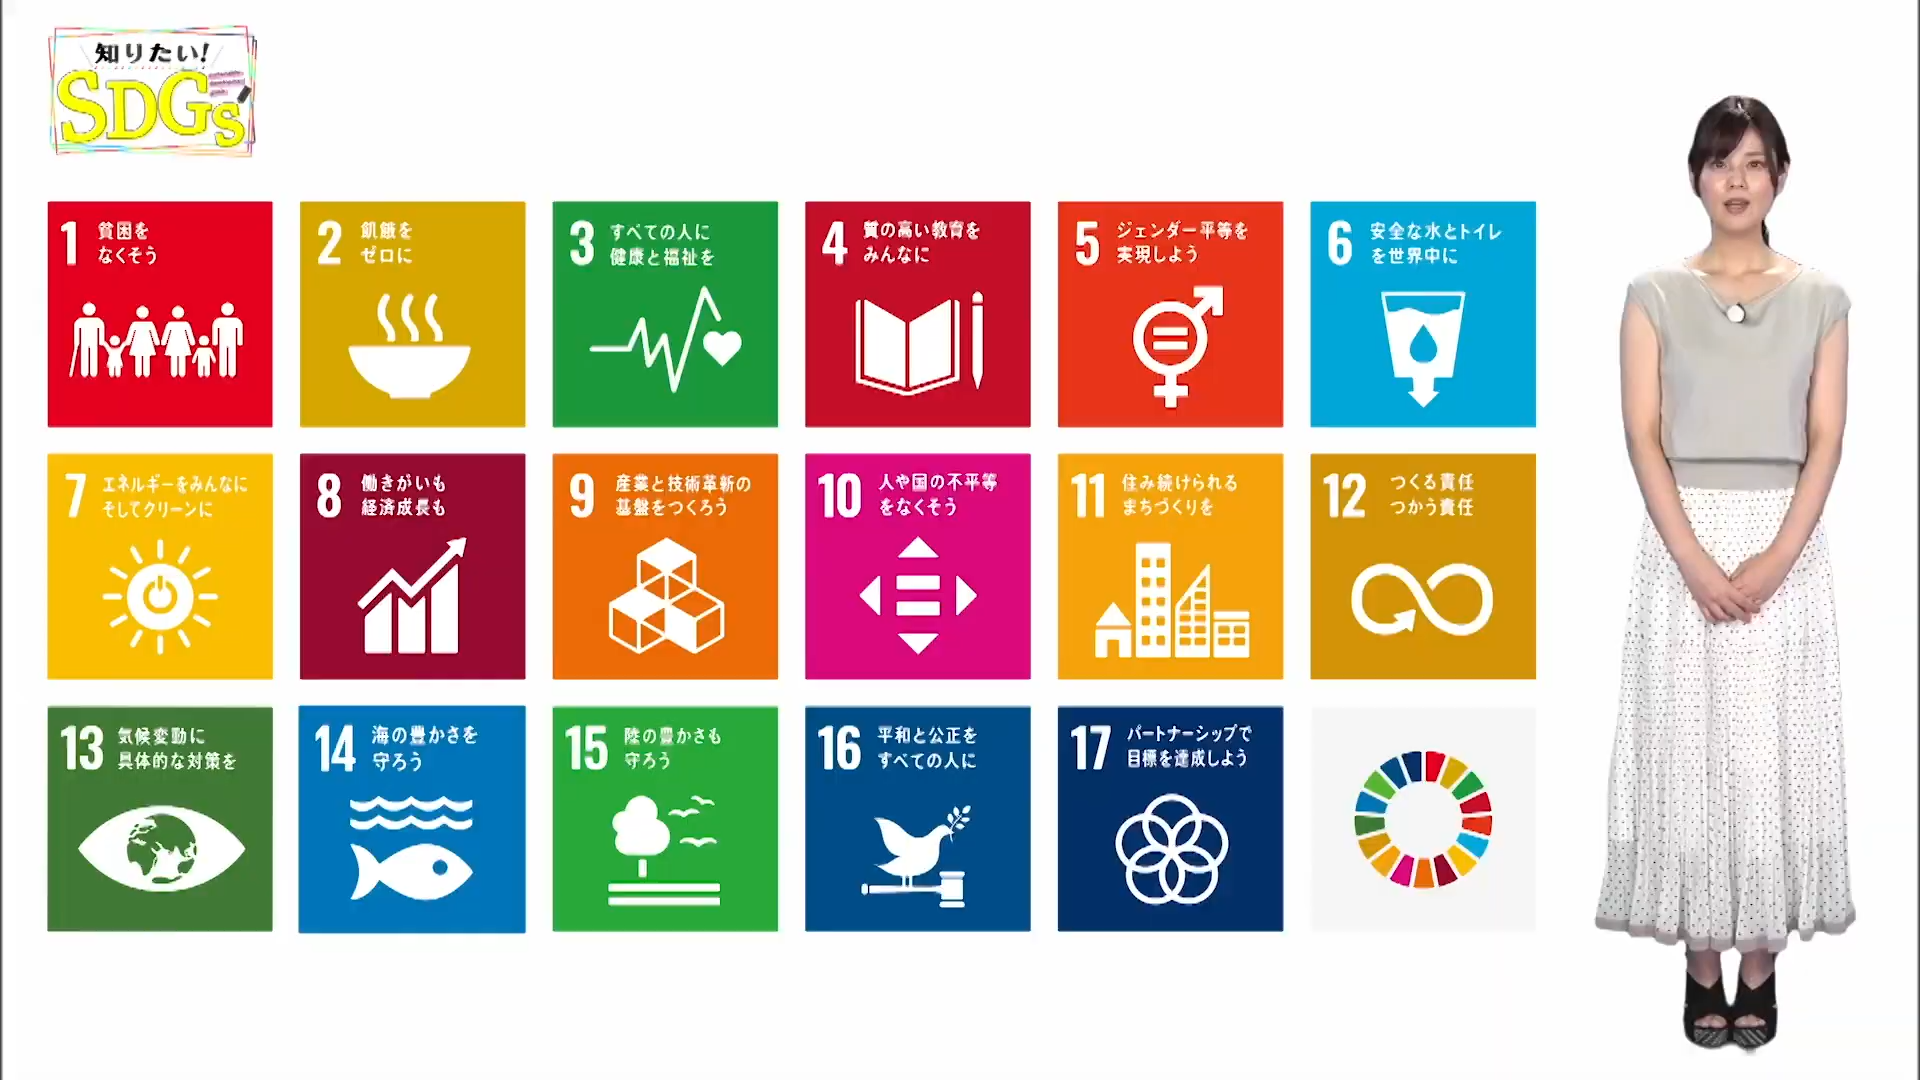 知りたい!
SDGs
1 貧困を
なくそう
2 飢餓を
ゼロに
3 すべての人に
健康と福祉を
4 質の高い教育を
みんなに
5 ジェンダー平等を
実現しよう
6 安全な水とトイレ
を世界中に
7 エネルギーをみんなに
そしてクリーンに
8 働きがいも
経済成長も
9 産業と技術革新の
基盤をつくろう
10 人や国の不平等
をなくそう
11 住み続けられる
まちづくりを
12 つくる責任
つかう責任
13 気候変動に
具体的な対策を
14 海の豊かさを
守ろう
15 陸の豊かさも
守ろう
16 平和と公正を
すべての人に
17 パートナーシップで
目標を達成しよう